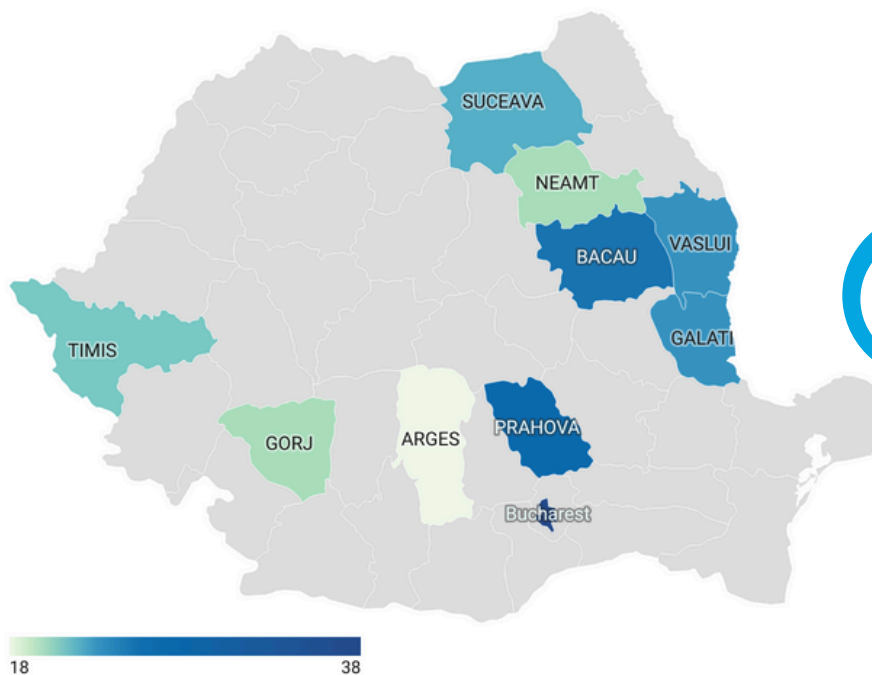 SUCEAVA
NEAMT
VASLUI
BACAU
GALATI
TIMIS
PRAHOVA
GORJ
ARGES
Bucharest
18
38